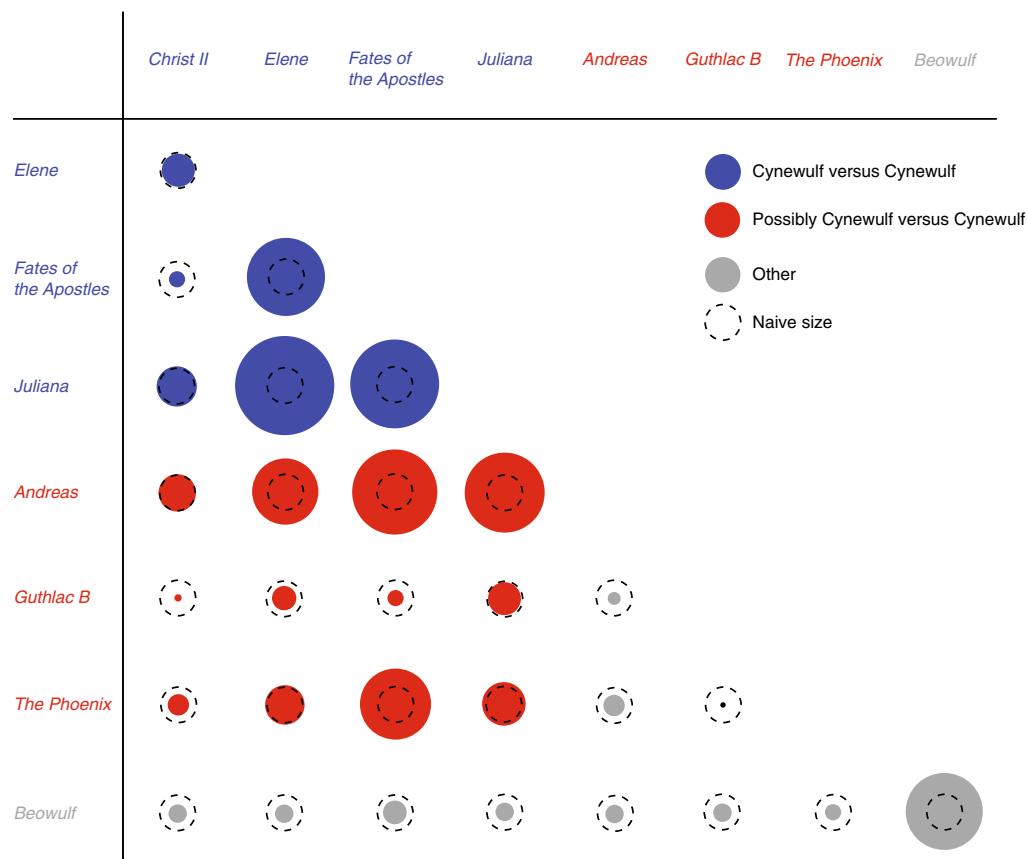 Christ II Elene Fates of the Apostles Juliana Andreas Guthlac B The Phoenix Beowulf
Elene
Cynewulf versus Cynewulf
Possibly Cynewulf versus Cynewulf
Fates of
the Apostles
Other
Naive size
Juliana
Andreas
Guthlac B
The Phoenix
Beowulf